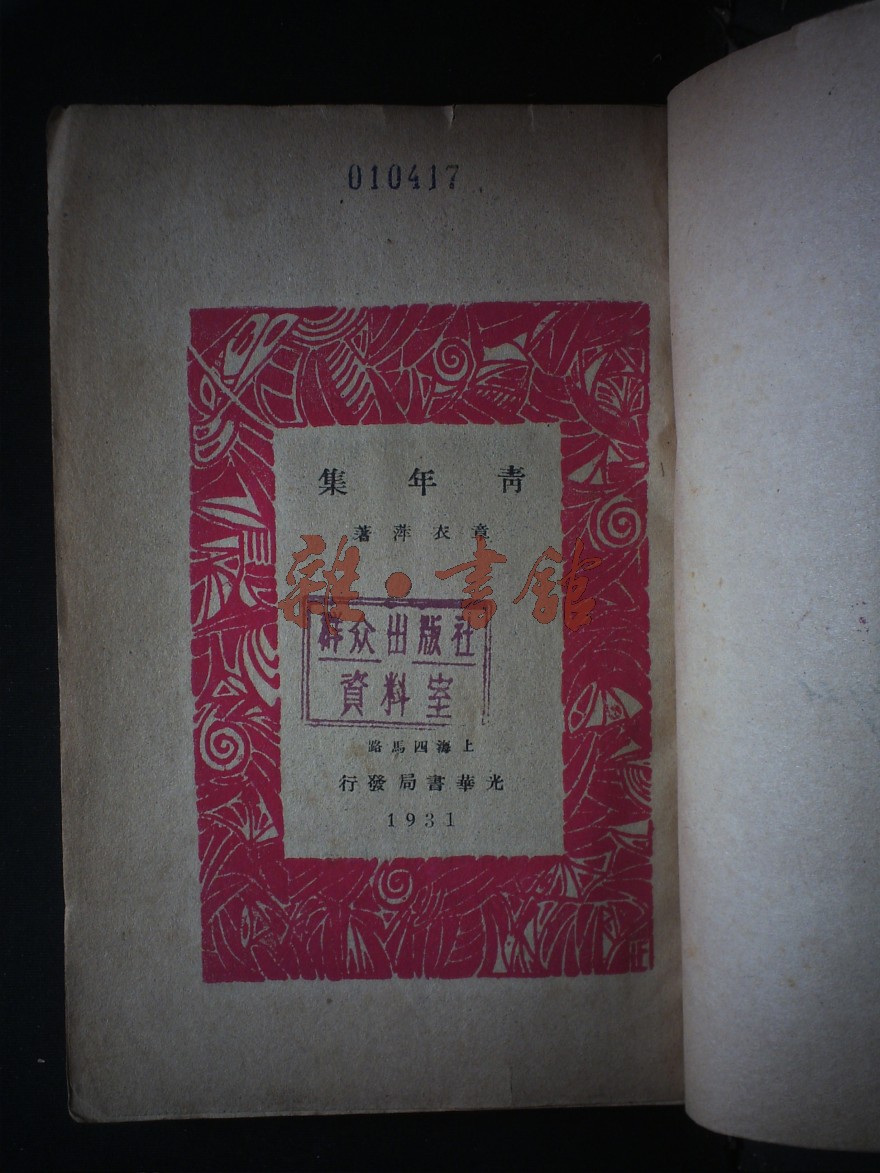 010417
青年集
章衣萍著
雜·書館
群众出版社
資料室
上海四馬路
光華書局發行
1931